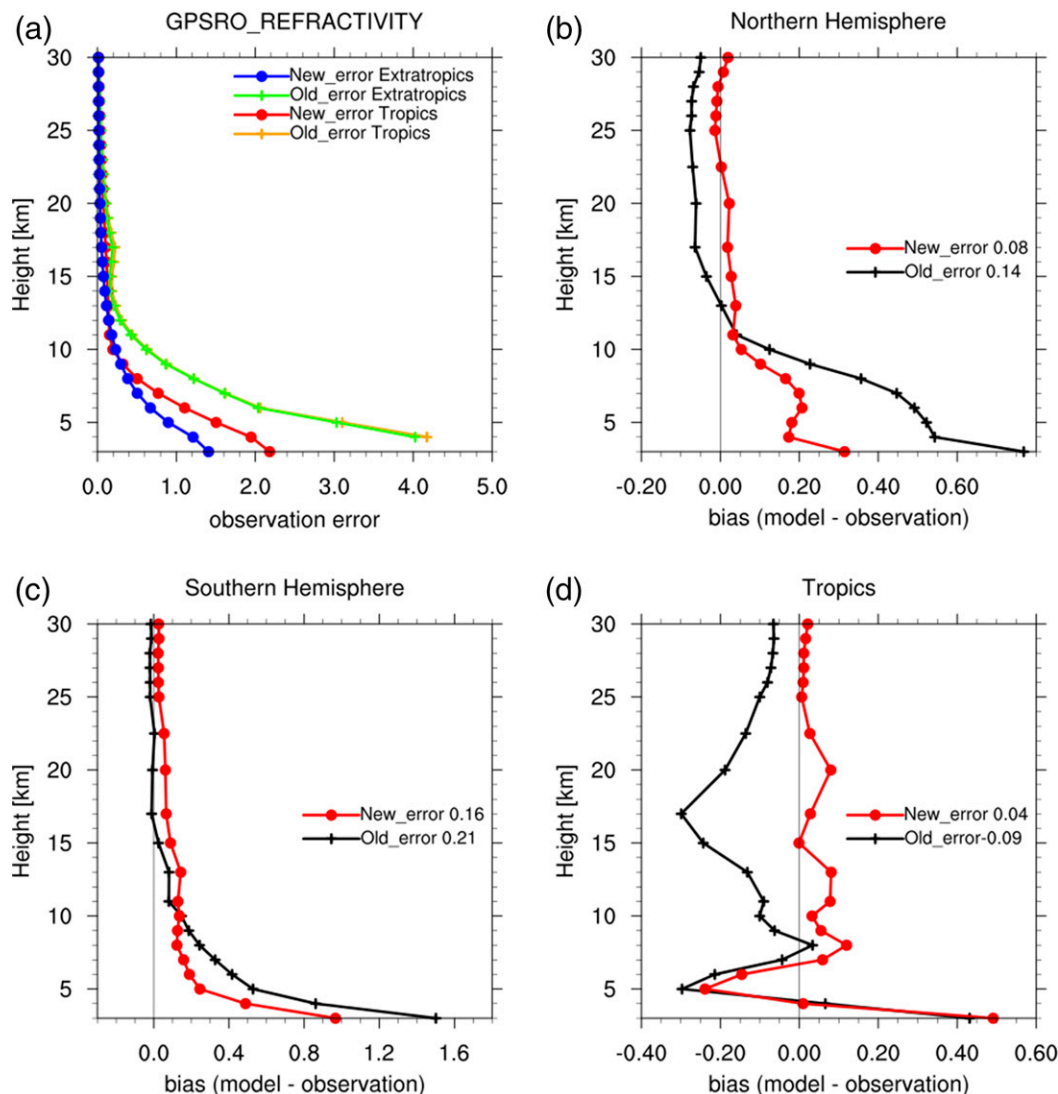 (a)
GPSRO_REFRACTIVITY
New_error Extratropics
Old_error Extratropics
New_error Tropics
Old_error Tropics
Height [km]
30
25
20
15
10
5
0.0 1.0 2.0 3.0 4.0 5.0
observation error
(b)
Northern Hemisphere
New_error 0.08
Old_error 0.14
Height [km]
30
25
20
15
10
5
-0.20 0.00 0.20 0.40 0.60
bias (model - observation)
(c)
Southern Hemisphere
New_error 0.16
Old_error 0.21
Height [km]
30
25
20
15
10
5
0.0 0.4 0.8 1.2 1.6
bias (model - observation)
(d)
Tropics
New_error 0.04
Old_error-0.09
Height [km]
30
25
20
15
10
5
-0.40 -0.20 0.00 0.20 0.40 0.60
bias (model - observation)